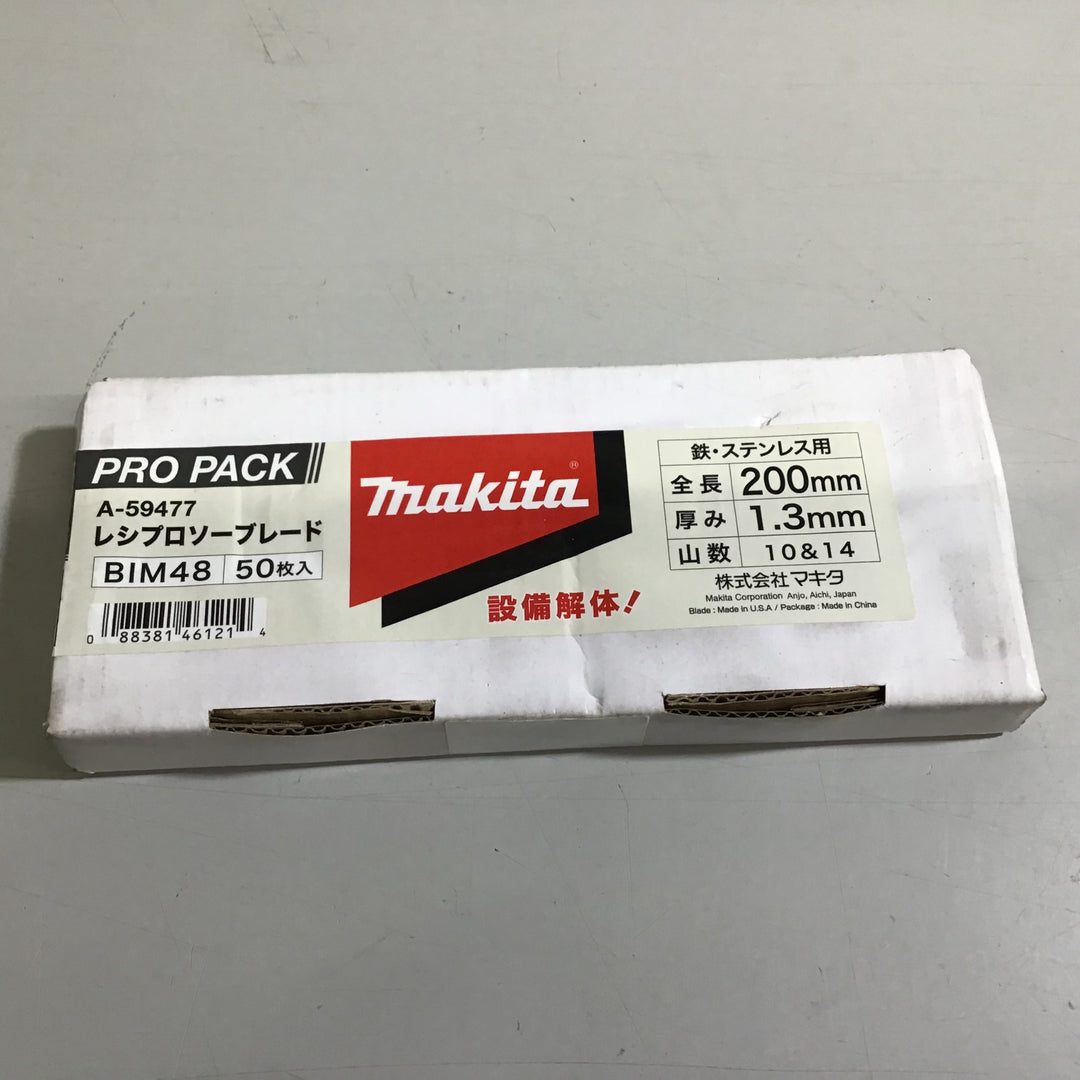 PRO PACK
A-59477
レシプロソーブレード
BIM48 50枚入
0 88381 46121 4
makita®
設備解体!
鉄・ステンレス用
全長 200mm
厚み 1.3mm
山数 10&14
株式会社マキタ
Makita Corporation Anjo, Aichi, Japan
Blade : Made in U.S.A / Package : Made in China